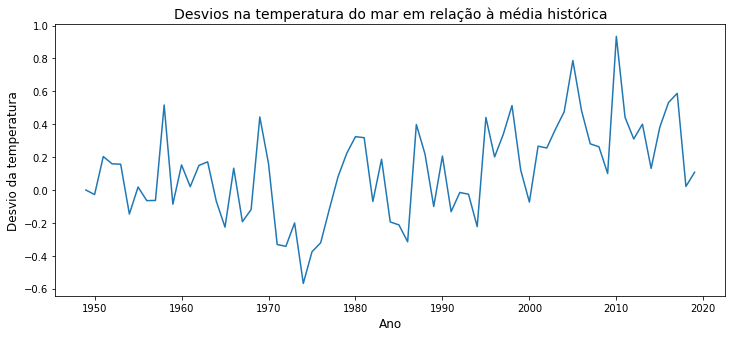 Desvios na temperatura do mar em relação à média histórica
Desvio da temperatura
1.0
0.8
0.6
0.4
0.2
0.0
−0.2
−0.4
−0.6
1950 1960 1970 1980 1990 2000 2010 2020
Ano